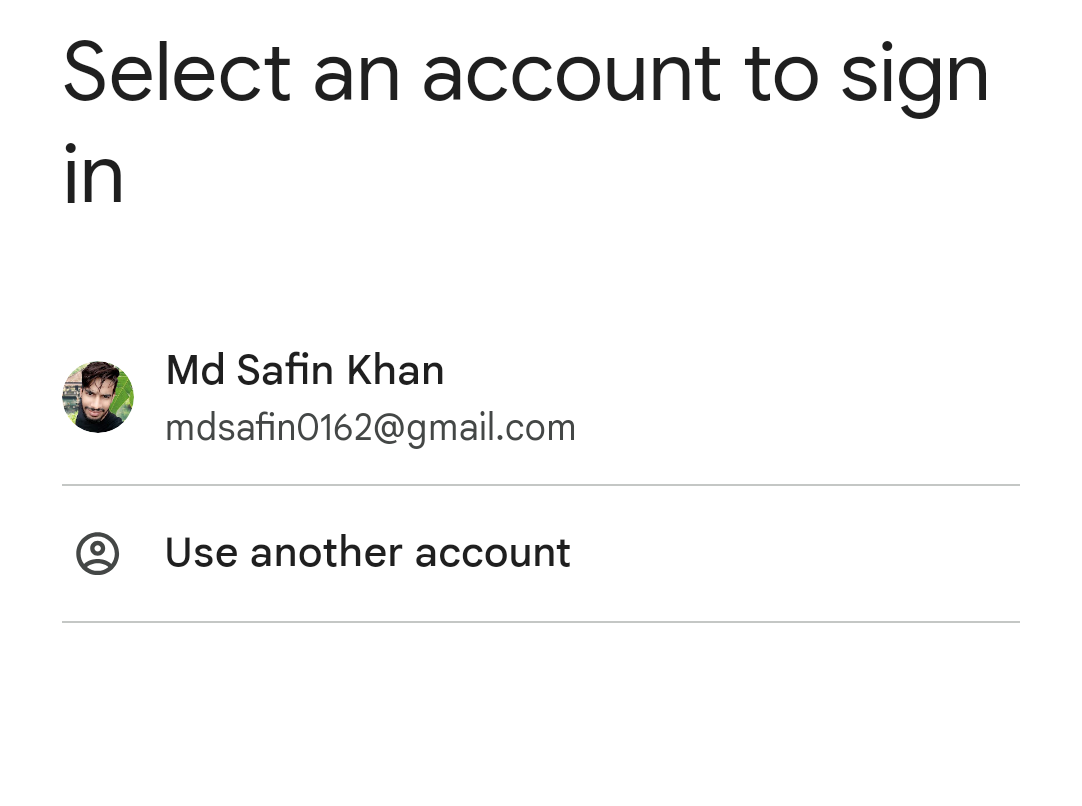 Select an account to sign
in
Md Safin Khan
mdsafin0162@gmail.com
Use another account